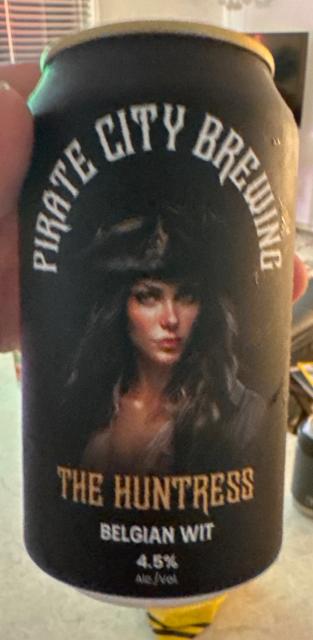 PIRATE CITY BREWING
THE HUNTRESS
BELGIAN WIT
4.5%
Alc./Vol.